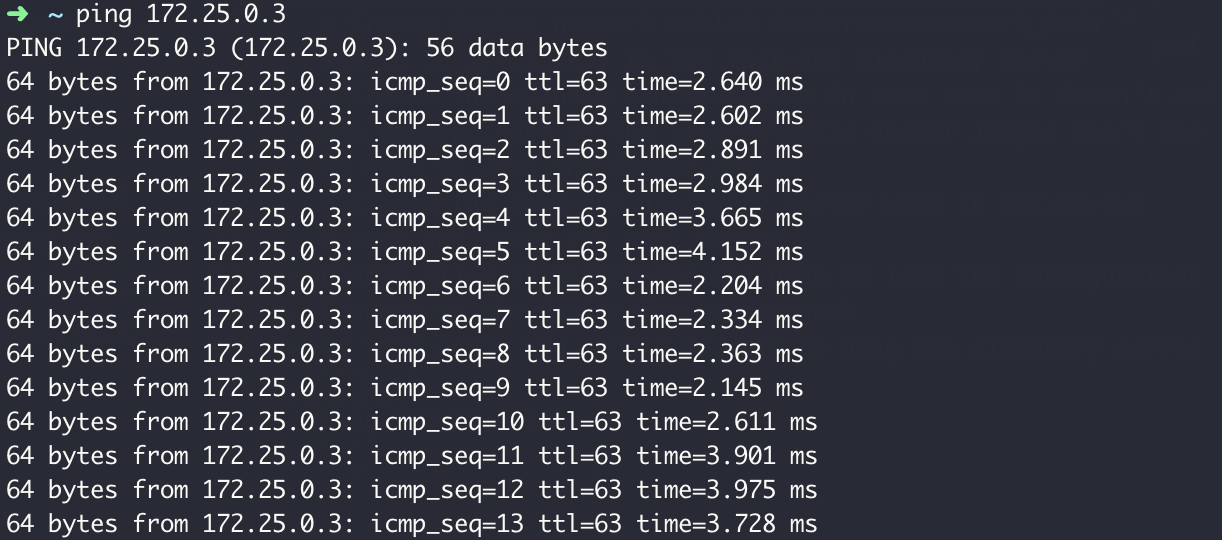 ➜ ~ ping 172.25.0.3
PING 172.25.0.3 (172.25.0.3): 56 data bytes
64 bytes from 172.25.0.3: icmp_seq=0 ttl=63 time=2.640 ms
64 bytes from 172.25.0.3: icmp_seq=1 ttl=63 time=2.602 ms
64 bytes from 172.25.0.3: icmp_seq=2 ttl=63 time=2.891 ms
64 bytes from 172.25.0.3: icmp_seq=3 ttl=63 time=2.984 ms
64 bytes from 172.25.0.3: icmp_seq=4 ttl=63 time=3.665 ms
64 bytes from 172.25.0.3: icmp_seq=5 ttl=63 time=4.152 ms
64 bytes from 172.25.0.3: icmp_seq=6 ttl=63 time=2.204 ms
64 bytes from 172.25.0.3: icmp_seq=7 ttl=63 time=2.334 ms
64 bytes from 172.25.0.3: icmp_seq=8 ttl=63 time=2.363 ms
64 bytes from 172.25.0.3: icmp_seq=9 ttl=63 time=2.145 ms
64 bytes from 172.25.0.3: icmp_seq=10 ttl=63 time=2.611 ms
64 bytes from 172.25.0.3: icmp_seq=11 ttl=63 time=3.901 ms
64 bytes from 172.25.0.3: icmp_seq=12 ttl=63 time=3.975 ms
64 bytes from 172.25.0.3: icmp_seq=13 ttl=63 time=3.728 ms